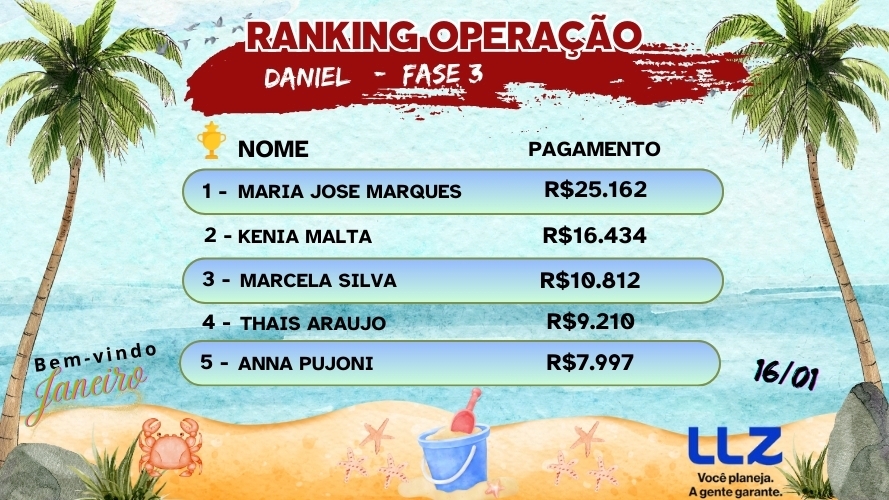 RANKING OPERAÇÃO
DANIEL - FASE 3
NOME PAGAMENTO
1 - MARIA JOSE MARQUES R$25.162
2 - KENIA MALTA R$16.434
3 - MARCELA SILVA R$10.812
4 - THAIS ARAUJO R$9.210
5 - ANNA PUJONI R$7.997
Bem-vindo
Janeiro
16/01
LLZ
Você planeja.
A gente garante.